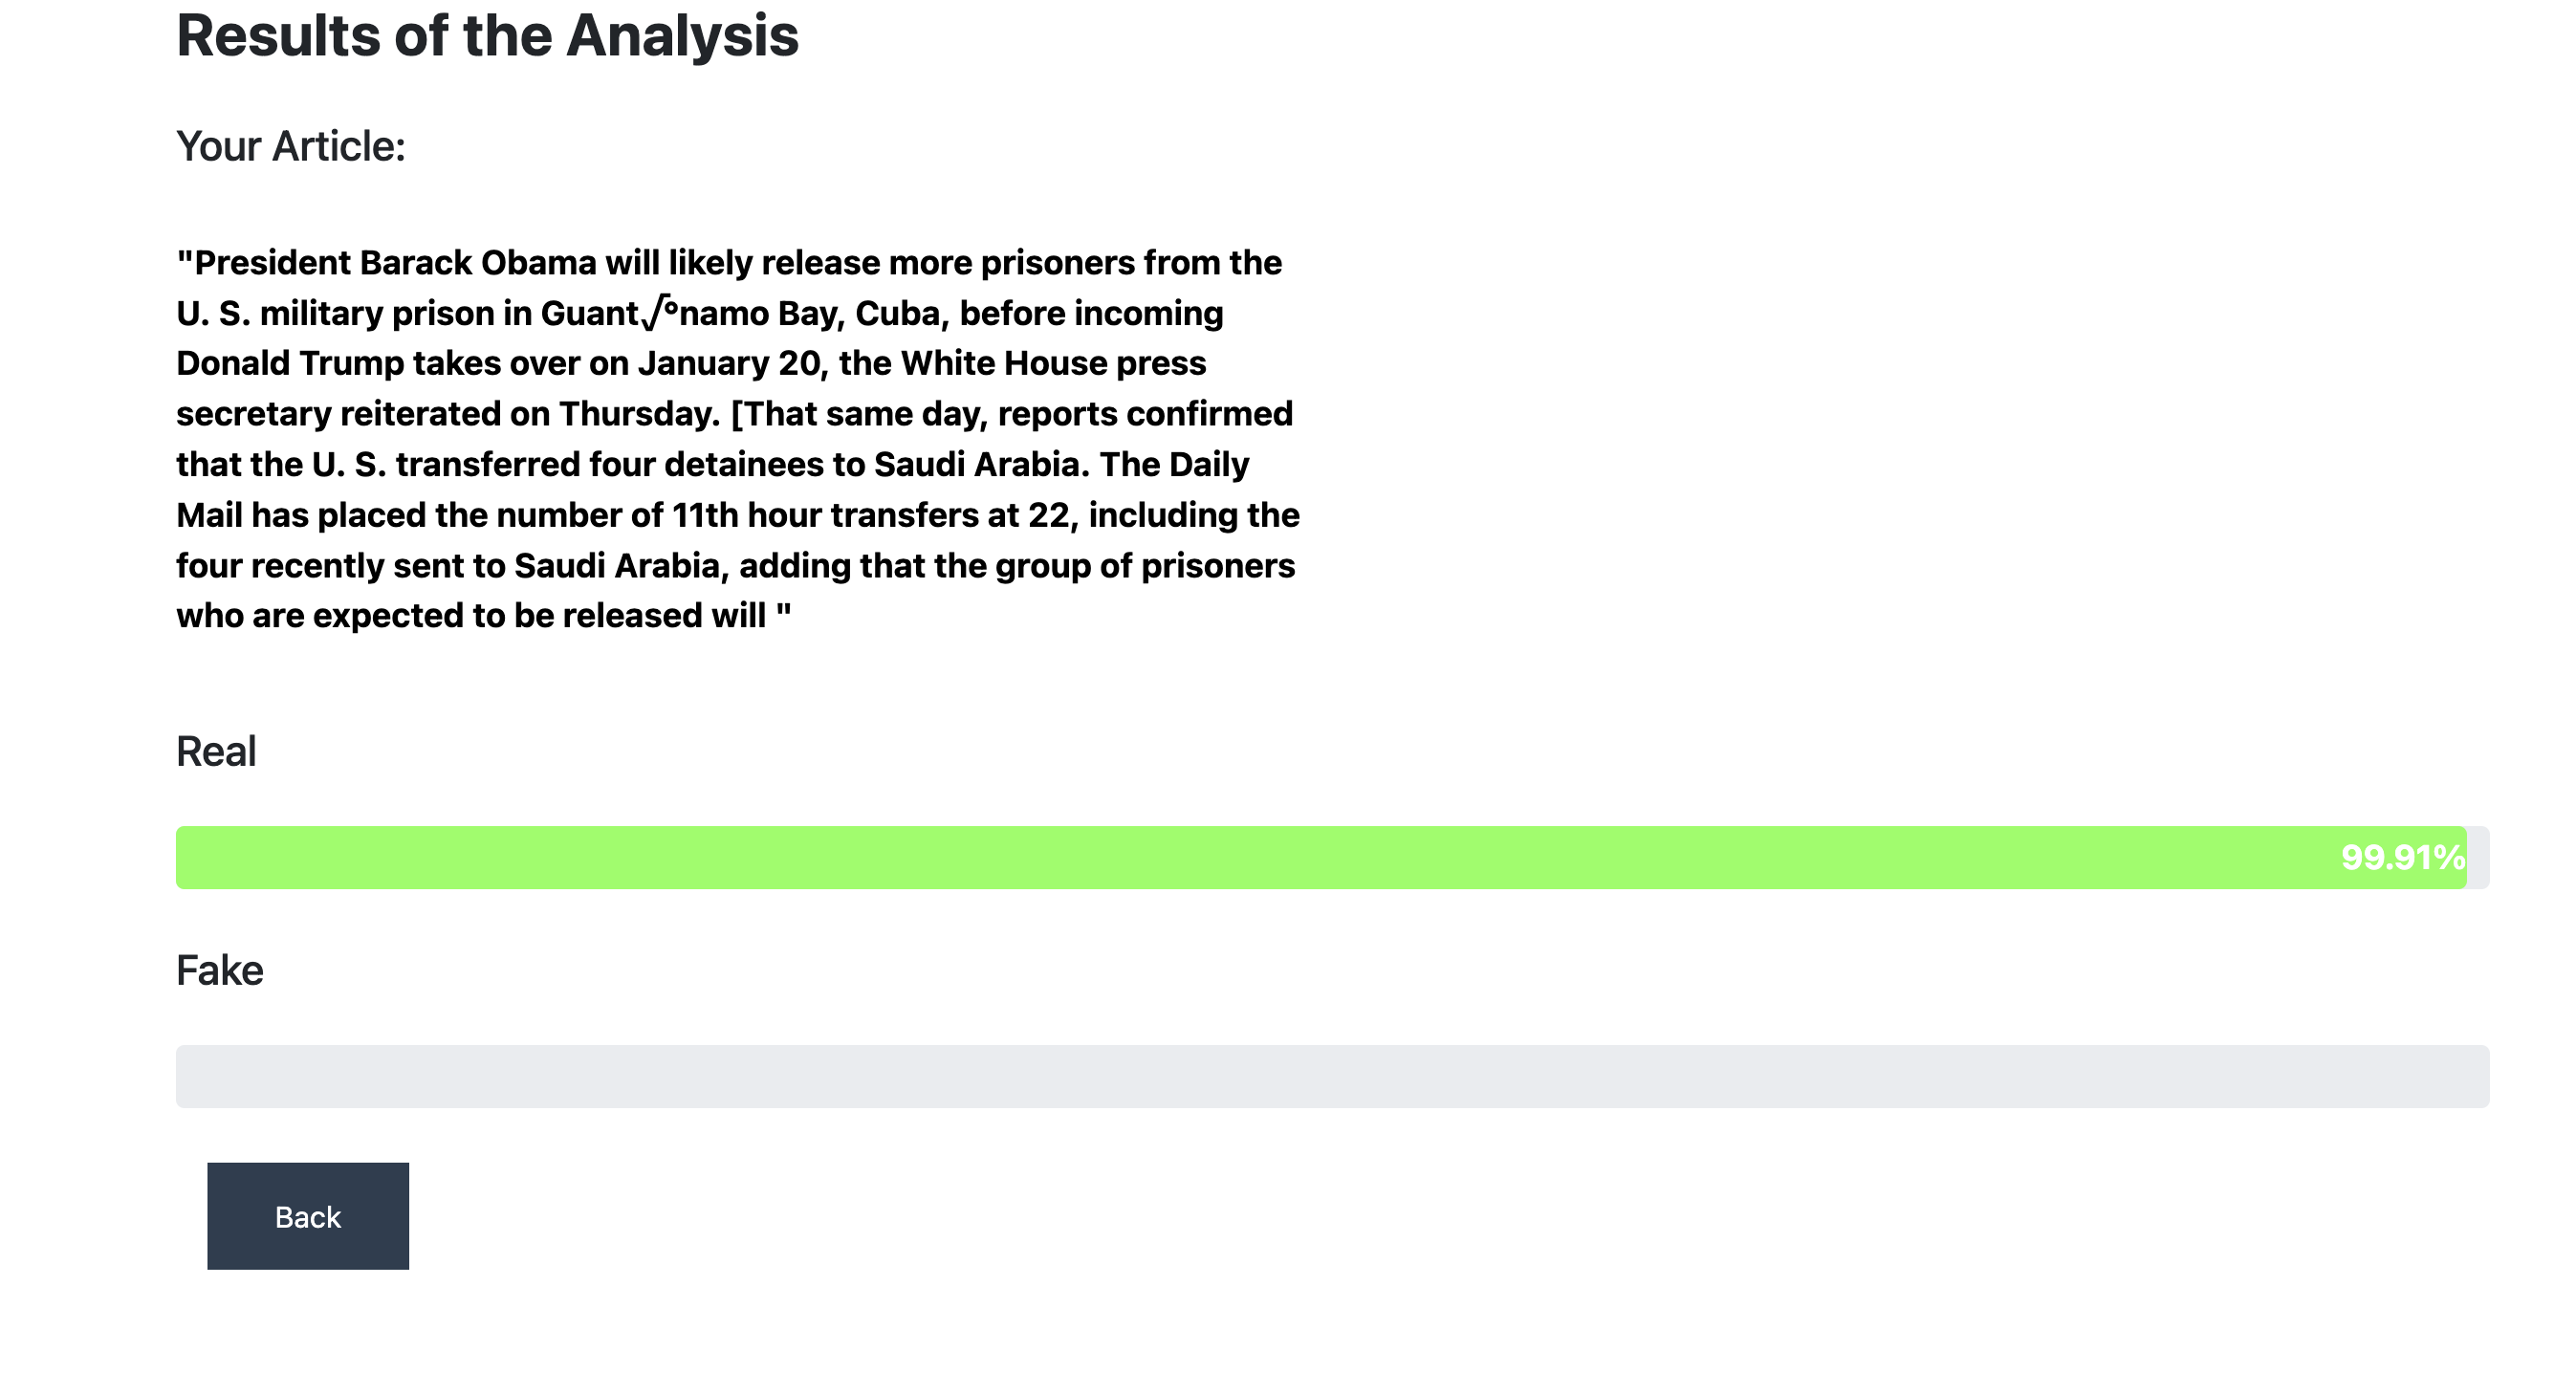 Results of the Analysis
Your Article:
"President Barack Obama will likely release more prisoners from the
U. S. military prison in Guant√°namo Bay, Cuba, before incoming
Donald Trump takes over on January 20, the White House press
secretary reiterated on Thursday. [That same day, reports confirmed
that the U. S. transferred four detainees to Saudi Arabia. The Daily
Mail has placed the number of 11th hour transfers at 22, including the
four recently sent to Saudi Arabia, adding that the group of prisoners
who are expected to be released will "
Real
99.91%
Fake
Back